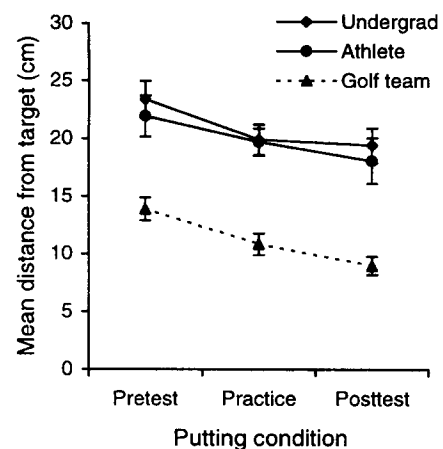 30
25
20
15
10
5
0
Mean distance from target (cm)
Undergrad
Athlete
Golf team
Pretest Practice Posttest
Putting condition